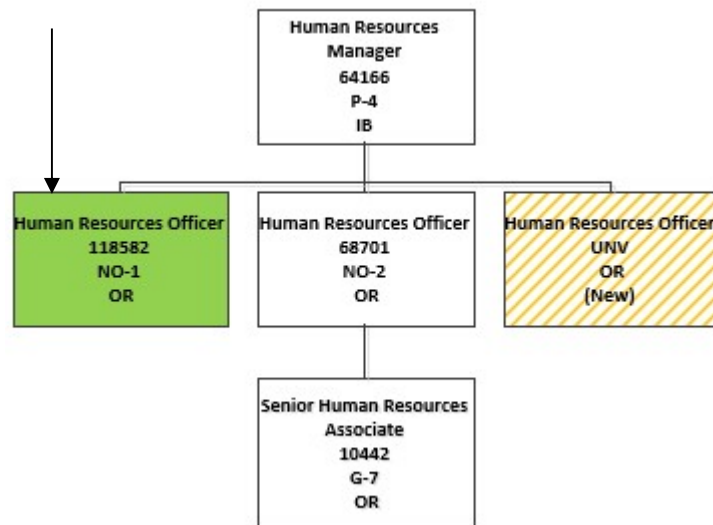 Human Resources
Manager
64166
P-4
IB
Human Resources Officer
118582
NO-1
OR
Human Resources Officer
68701
NO-2
OR
Human Resources Officer
UNV
OR
(New)
Senior Human Resources
Associate
10442
G-7
OR